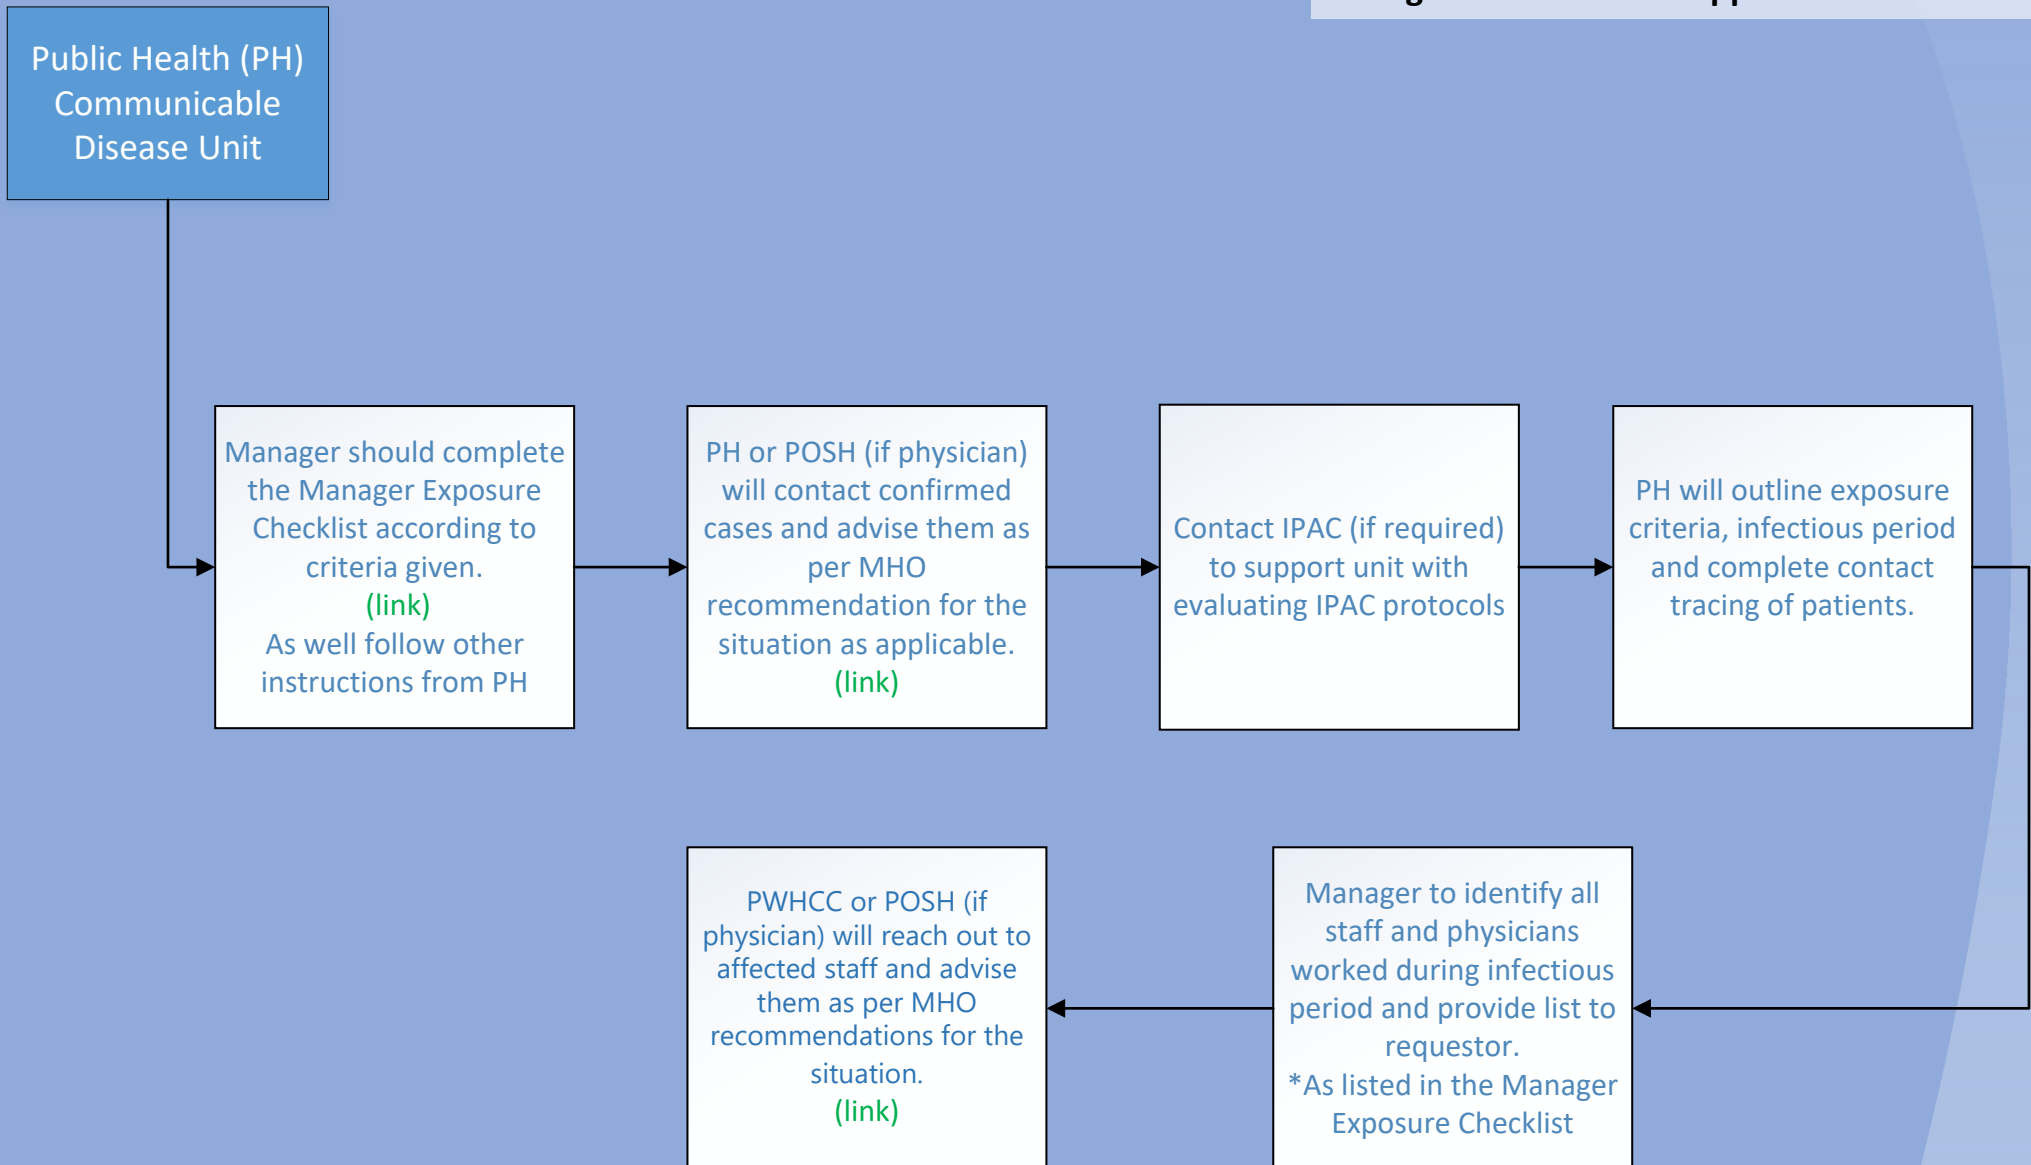 Public Health (PH)
Communicable
Disease Unit
Manager should complete
the Manager Exposure
Checklist according to
criteria given.
(link)
As well follow other
instructions from PH
PH or POSH (if physician)
will contact confirmed
cases and advise them as
per MHO
recommendation for the
situation as applicable.
(link)
Contact IPAC (if required)
to support unit with
evaluating IPAC protocols
PH will outline exposure
criteria, infectious period
and complete contact
tracing of patients.
Manager to identify all
staff and physicians
worked during infectious
period and provide list to
requestor.
*As listed in the Manager
Exposure Checklist
PWHCC or POSH (if
physician) will reach out to
affected staff and advise
them as per MHO
recommendations for the
situation.
(link)